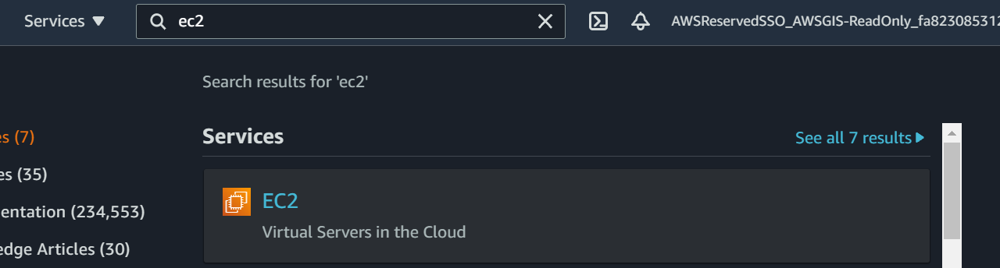 Services ▼ ec2 AWSReservedSSO_AWSGIS-ReadOnly_fa82308531
Search results for 'ec2'
es (7)
Services See all 7 results
es (35)
EC2
entation (234,553)
Virtual Servers in the Cloud
edge Articles (30)